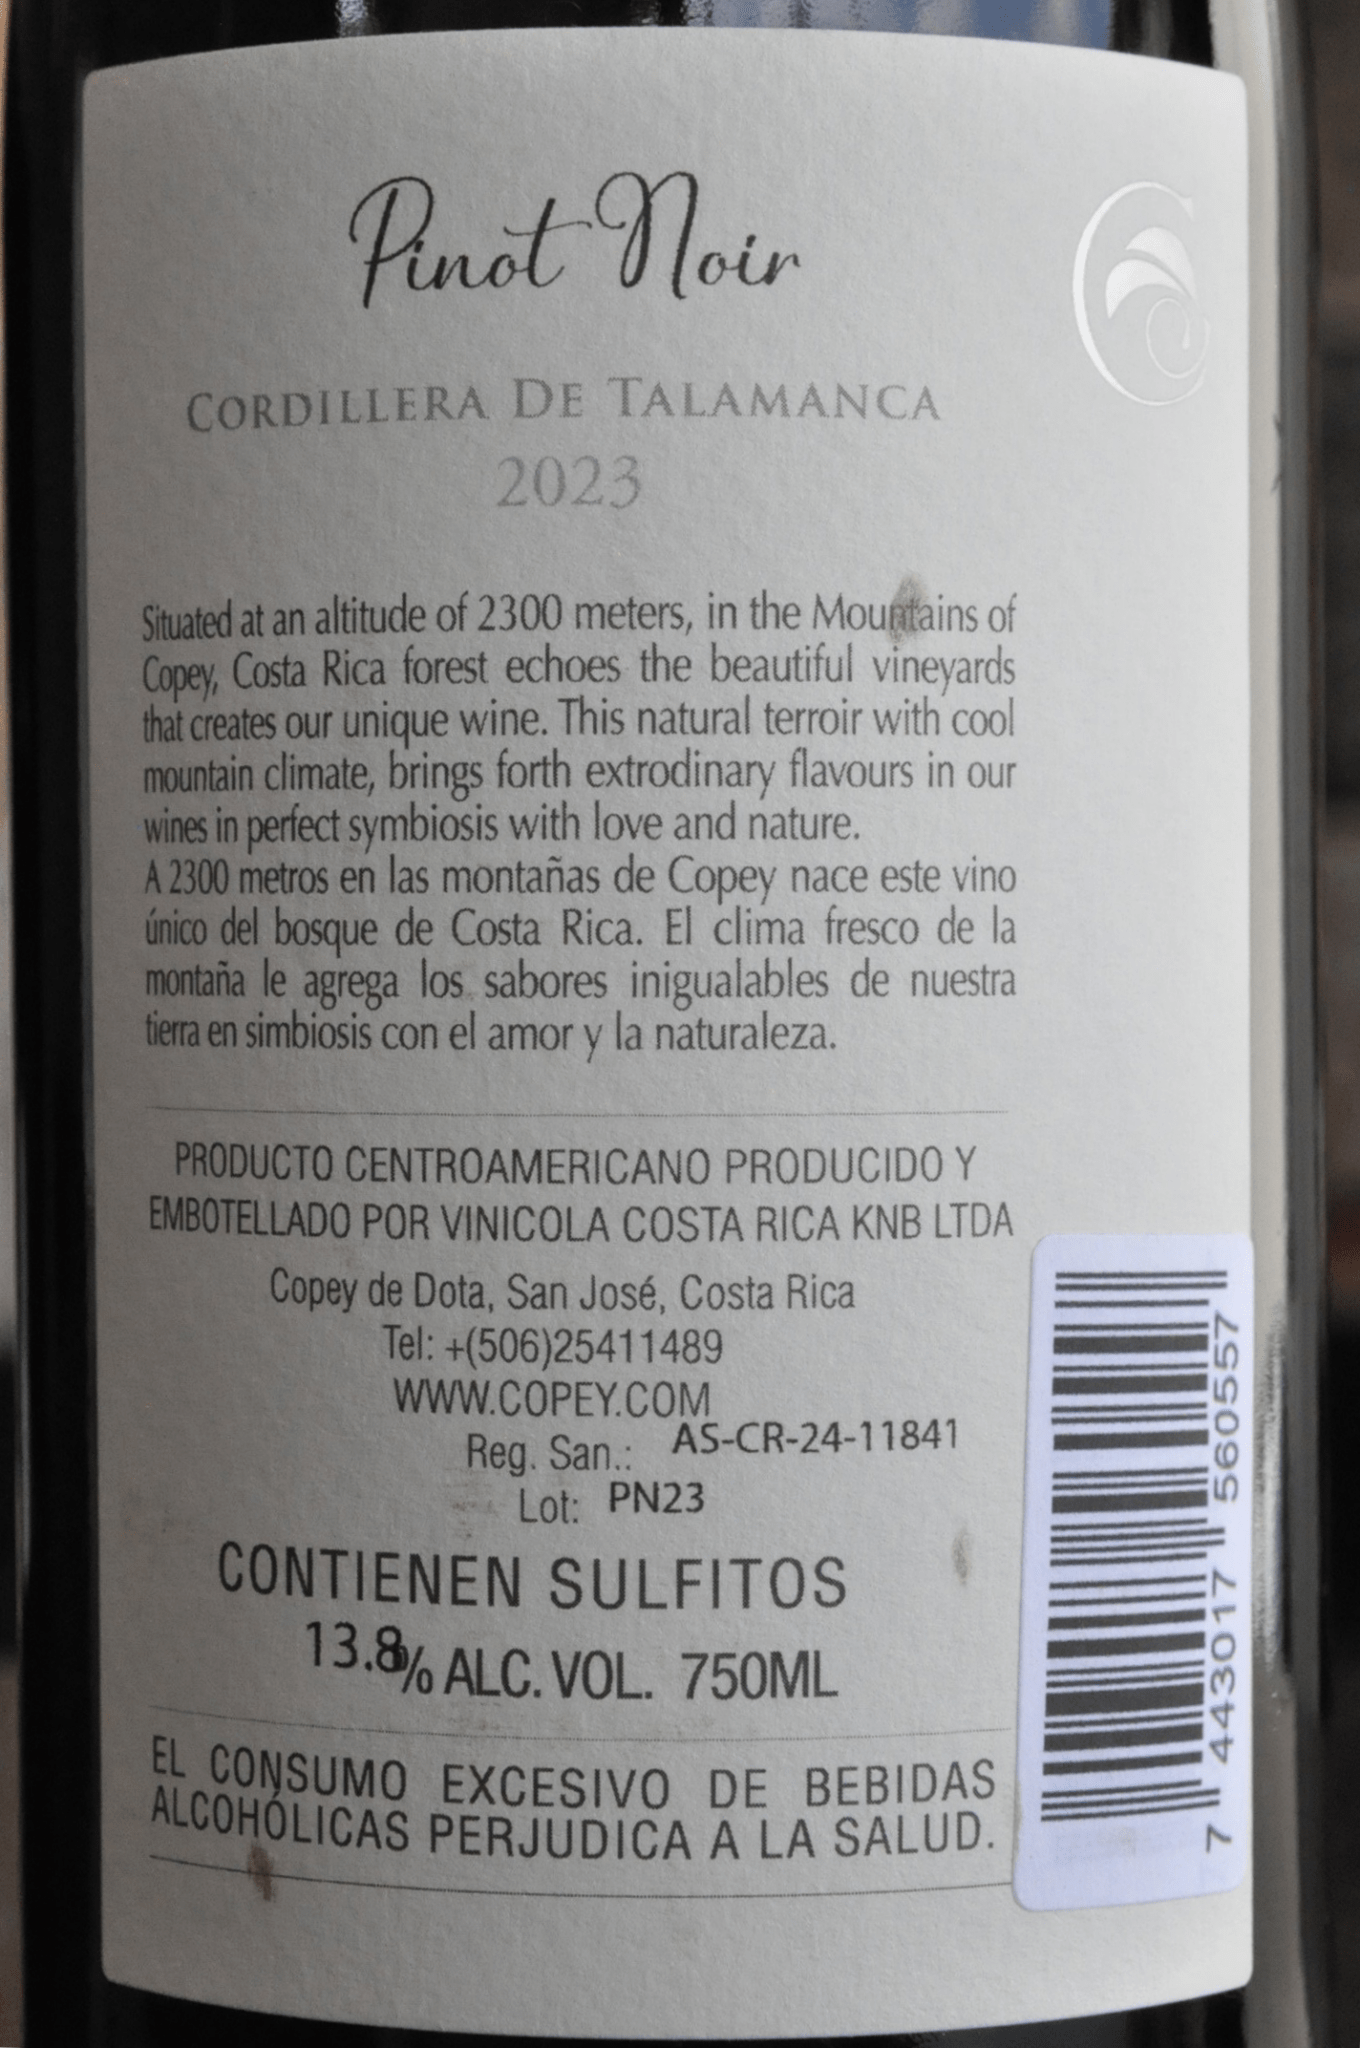 Pinot Noir
CORDILLERA DE TALAMANCA
2023
Situated at an altitude of 2300 meters, in the Mountains of
Copey, Costa Rica forest echoes the beautiful vineyards
that creates our unique wine. This natural terroir with cool
mountain climate, brings forth extrodinary flavours in our
wines in perfect symbiosis with love and nature.
A 2300 metros en las montañas de Copey nace este vino
único del bosque de Costa Rica. El clima fresco de la
montaña le agrega los sabores inigualables de nuestra
tierra en simbiosis con el amor y la naturaleza.
PRODUCTO CENTROAMERICANO PRODUCIDO Y
EMBOTELLADO POR VINICOLA COSTA RICA KNB LTDA
Copey de Dota, San José, Costa Rica
Tel: +(506)25411489
WWW.COPEY.COM
Reg. San.: AS-CR-24-11841
Lot: PN23
CONTIENEN SULFITOS
13.8% ALC. VOL. 750ML
EL CONSUMO EXCESIVO DE BEBIDAS
ALCOHÓLICAS PERJUDICA A LA SALUD.
7 443017 560557